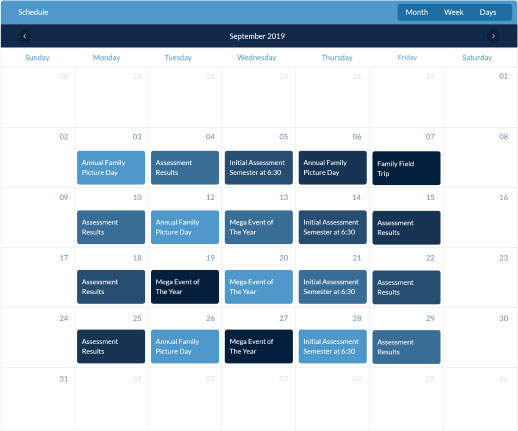 Schedule
Month Week Days
September 2019
Sunday Monday Tuesday Wednesday Thursday Friday Saturday
26 26 26 26 26 26 01
02 03 04 05 06 07 08
Annual Family Assessment Initial Assessment Annual Family Family Field
Picture Day Results Semester at 6:30 Picture Day Trip
09 10 12 13 14 15 16
Assessment Annual Family Mega Event of Initial Assessment Assessment
Results Picture Day The Year Semester at 6:30 Results
17 18 19 20 21 22 23
Assessment Mega Event of Mega Event of Initial Assessment Assessment
Results The Year The Year Semester at 6:30 Results
24 25 26 27 28 29 30
Assessment Annual Family Mega Event of Initial Assessment Assessment
Results Picture Day The Year Semester at 6:30 Results
31 01 02 03 04 05 06